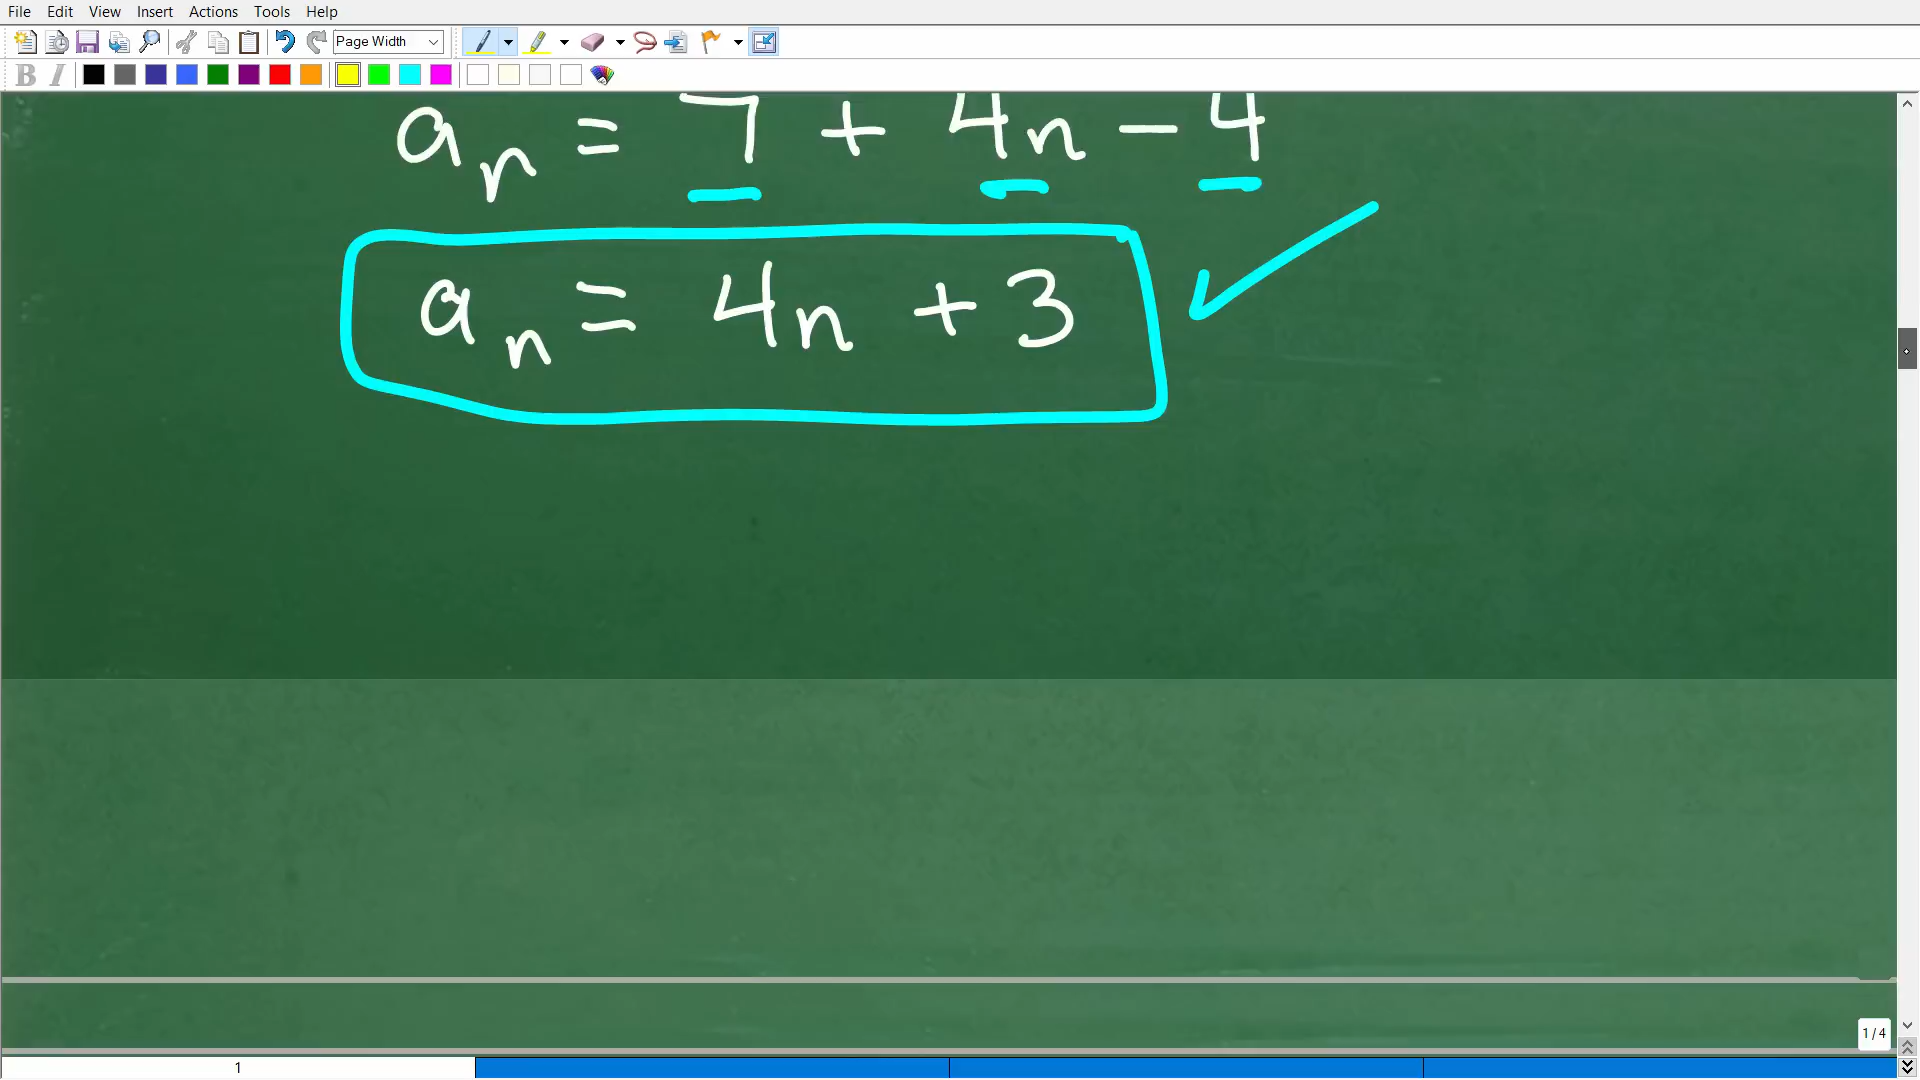 File Edit View Insert Actions Tools Help
Page Width
B I
aₙ = 7 + 4n - 4
aₙ = 4n + 3
1 / 4
1